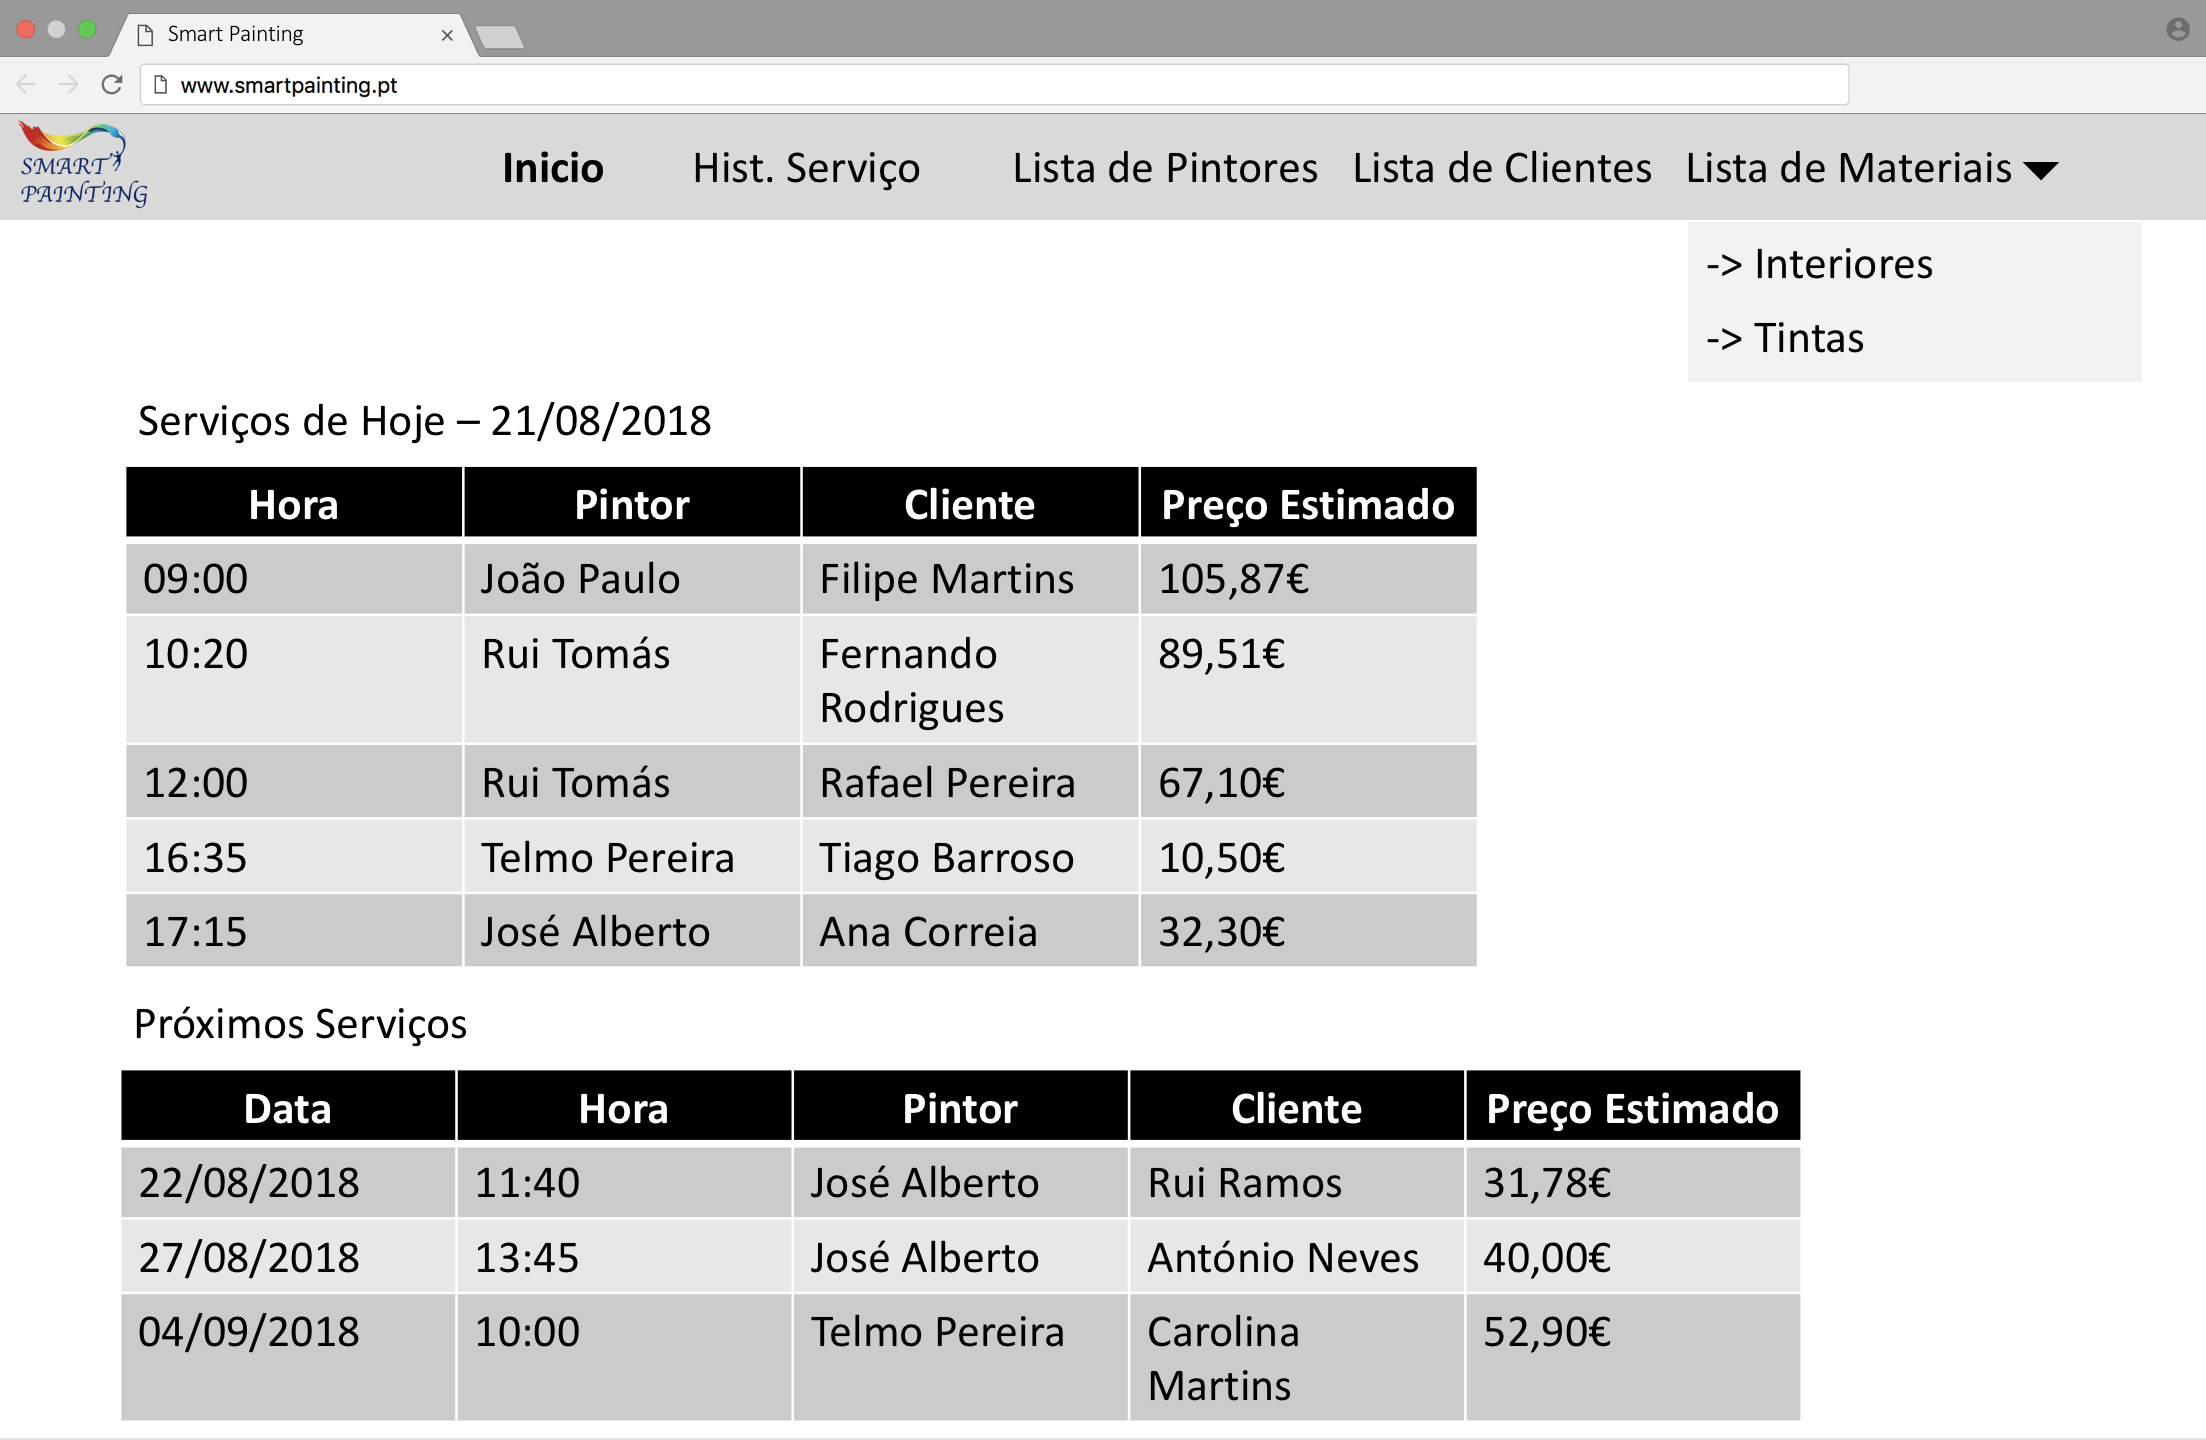 Smart Painting
www.smartpainting.pt
SMART
PAINTING
Inicio Hist. Serviço Lista de Pintores Lista de Clientes Lista de Materiais
-> Interiores
-> Tintas
Serviços de Hoje – 21/08/2018
Hora Pintor Cliente Preço Estimado
09:00 João Paulo Filipe Martins 105,87€
10:20 Rui Tomás Fernando 89,51€
Rodrigues
12:00 Rui Tomás Rafael Pereira 67,10€
16:35 Telmo Pereira Tiago Barroso 10,50€
17:15 José Alberto Ana Correia 32,30€
Próximos Serviços
Data Hora Pintor Cliente Preço Estimado
22/08/2018 11:40 José Alberto Rui Ramos 31,78€
27/08/2018 13:45 José Alberto António Neves 40,00€
04/09/2018 10:00 Telmo Pereira Carolina 52,90€
Martins